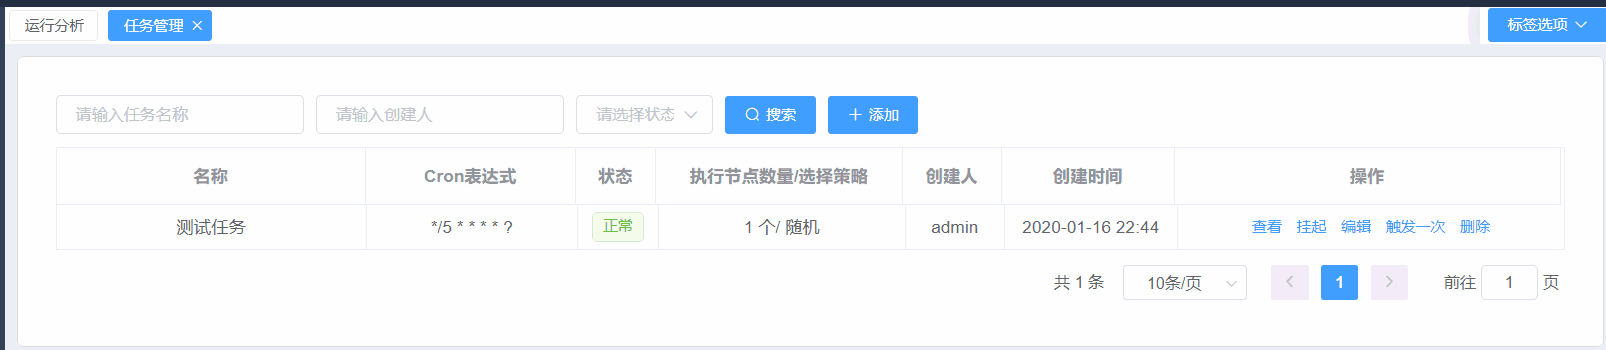 运行分析 任务管理 标签选项
请输入任务名称 请输入创建人 请选择状态 搜索 添加
名称 Cron表达式 状态 执行节点数量/选择策略 创建人 创建时间 操作
测试任务 */5 * * * * ? 正常 1 个/ 随机 admin 2020-01-16 22:44 查看 挂起 编辑 触发一次 删除
共 1 条 10条/页 1 前往 1 页